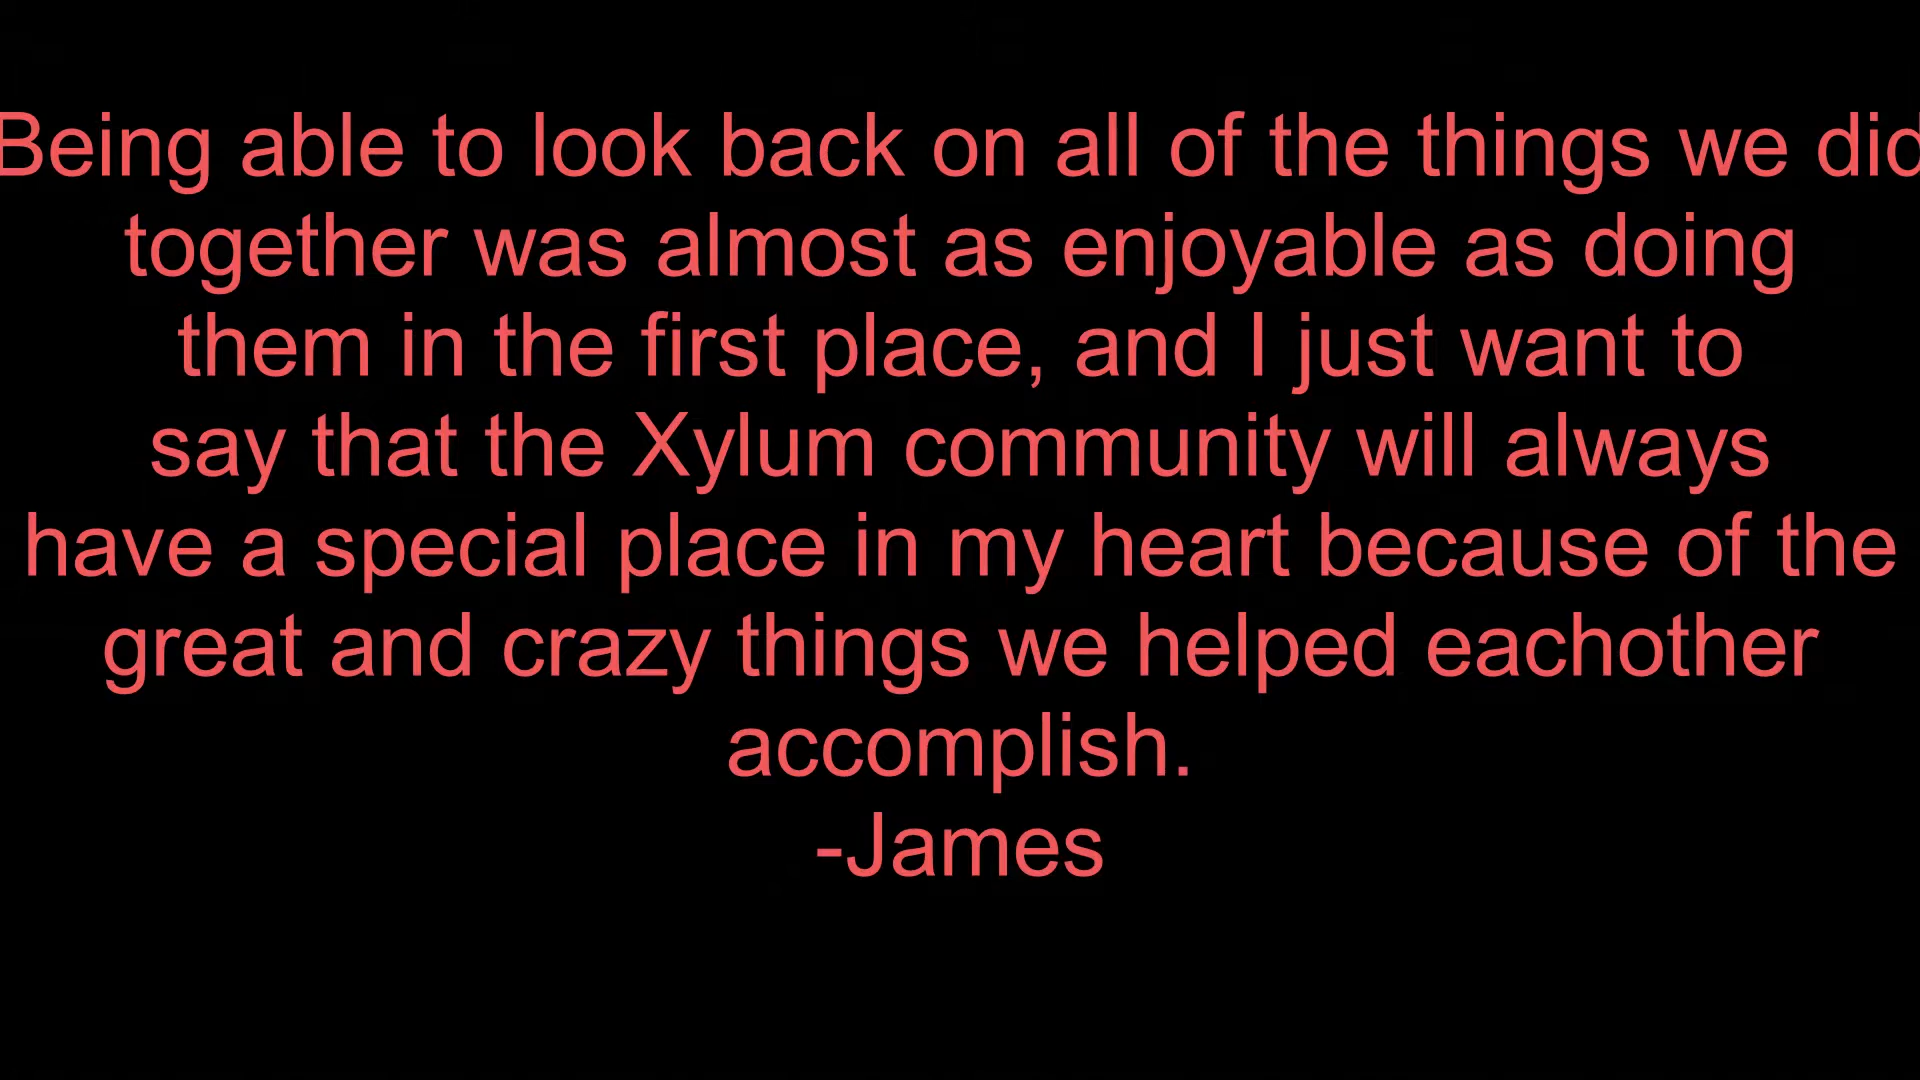 Being able to look back on all of the things we did
together was almost as enjoyable as doing
them in the first place, and I just want to
say that the Xylum community will always
have a special place in my heart because of the
great and crazy things we helped eachother
accomplish.
-James